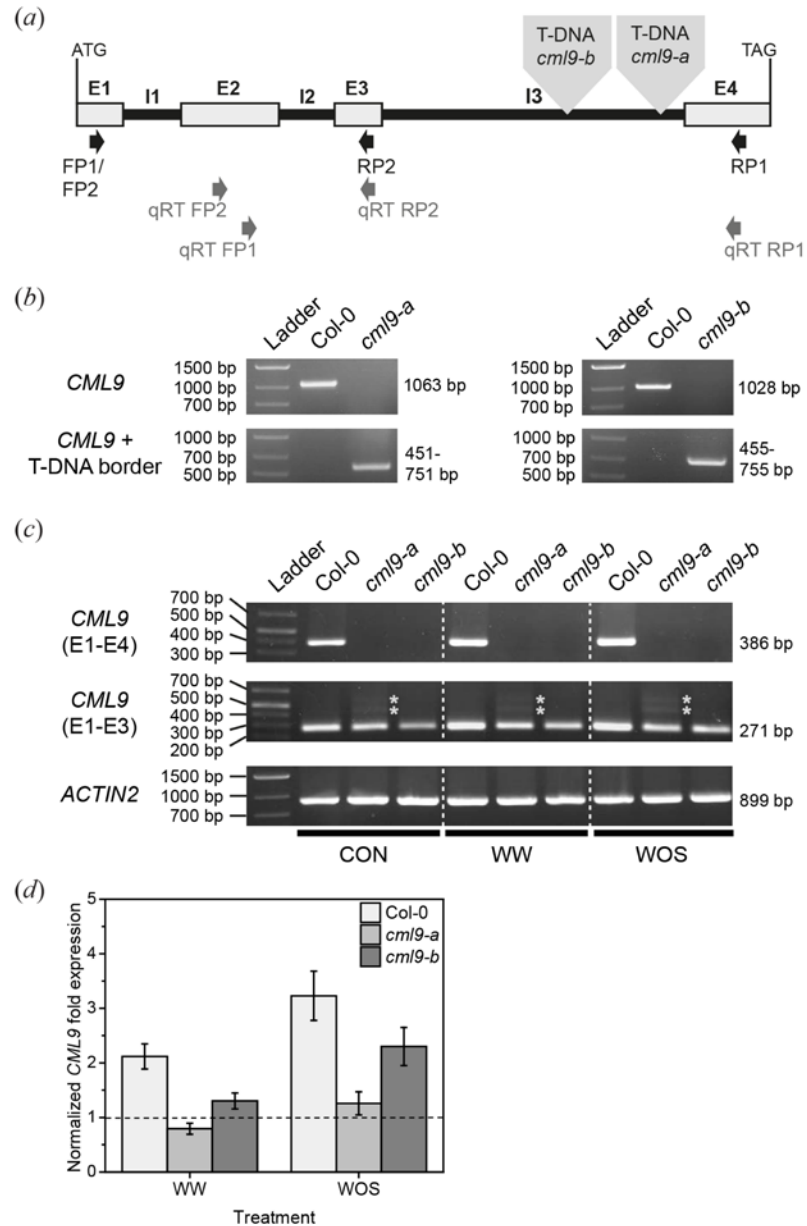 (a)
ATG
T-DNA
cml9-b
T-DNA
cml9-a
TAG
E1
I1
E2
I2
E3
I3
E4
FP1/
FP2
RP2
RP1
qRT FP2
qRT RP2
qRT FP1
qRT RP1
(b)
Ladder
Col-0
cml9-a
CML9
1500 bp
1000 bp
700 bp
1063 bp
CML9 +
T-DNA border
1000 bp
700 bp
500 bp
451-
751 bp
Ladder
Col-0
cml9-b
1500 bp
1000 bp
700 bp
1028 bp
1000 bp
700 bp
500 bp
455-
755 bp
(c)
Ladder
Col-0
cml9-a
cml9-b
Col-0
cml9-a
cml9-b
Col-0
cml9-a
cml9-b
CML9
(E1-E4)
700 bp
500 bp
400 bp
300 bp
386 bp
CML9
(E1-E3)
700 bp
500 bp
400 bp
300 bp
200 bp
*
*
*
*
*
*
271 bp
ACTIN2
1500 bp
1000 bp
700 bp
899 bp
CON
WW
WOS
(d)
Normalized CML9 fold expression
5
4
3
2
1
0
Col-0
cml9-a
cml9-b
WW
WOS
Treatment